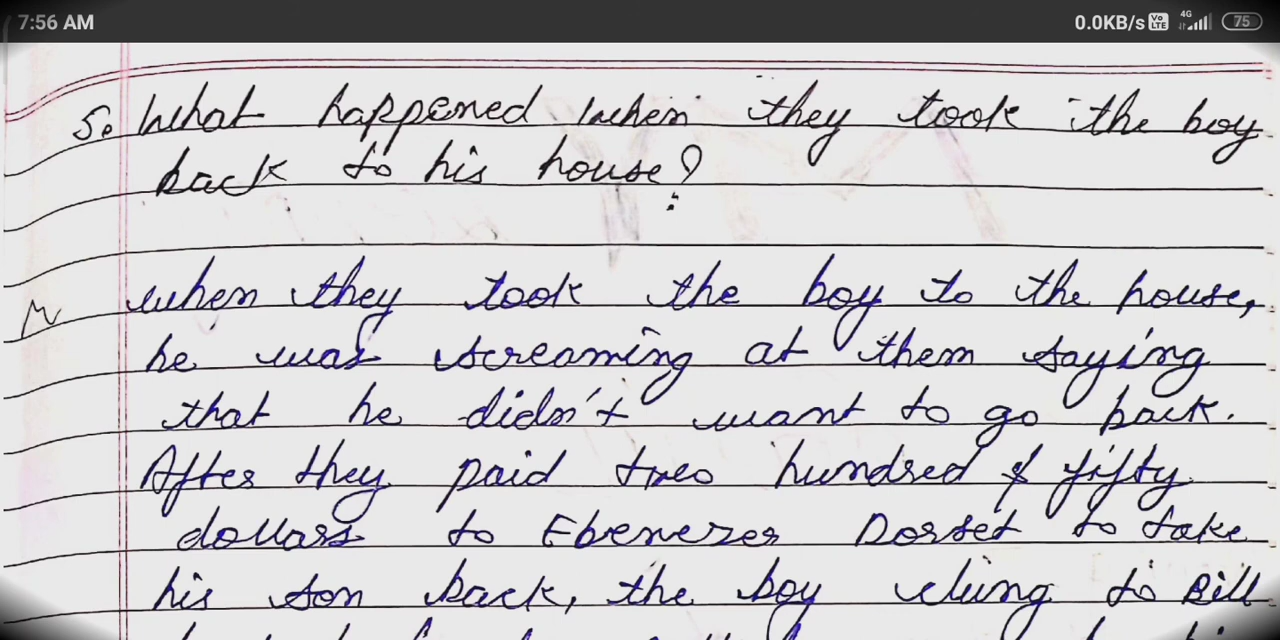 7:56 AM 0.0KB/s Vo LTE 4G 75
5. What happened when they took the boy
back to his house?
when they took the boy to the house,
he was screaming at them saying
that he didn't want to go back.
After they paid two hundred & fifty
dollars to Ebenezer Dorset to take
his son back, the boy clung to Bill